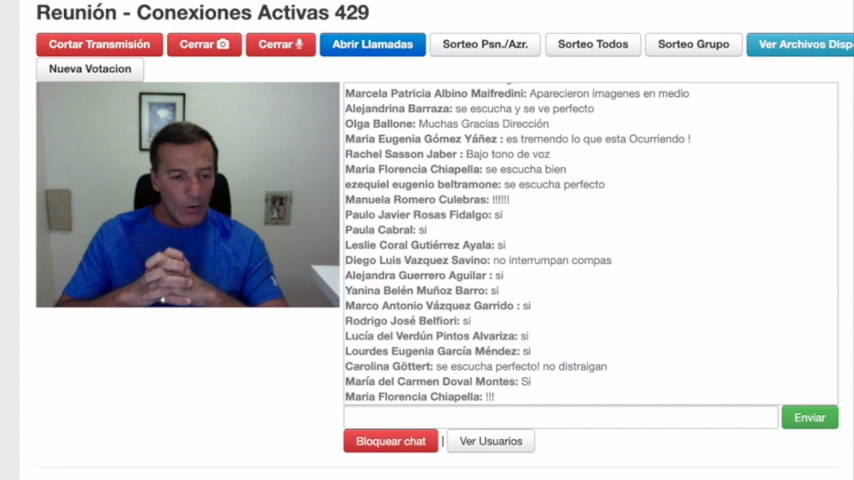 Reunión - Conexiones Activas 429
Cortar Transmisión
Cerrar
Cerrar
Abrir Llamadas
Sorteo Psn./Azr.
Sorteo Todos
Sorteo Grupo
Ver Archivos Disp
Nueva Votacion
Marcela Patricia Albino Maifredini: Aparecieron imagenes en medio
Alejandrina Barraza: se escucha y se ve perfecto
Olga Ballone: Muchas Gracias Dirección
Maria Eugenia Gómez Yáñez : es tremendo lo que esta Ocurriendo !
Rachel Sasson Jaber : Bajo tono de voz
Maria Florencia Chiapella: se escucha bien
ezequiel eugenio beltramone: se escucha perfecto
Manuela Romero Culebras: !!!!!!
Paulo Javier Rosas Fidalgo: si
Paula Cabral: si
Leslie Coral Gutiérrez Ayala: si
Diego Luis Vazquez Savino: no interrumpan compas
Alejandra Guerrero Aguilar : si
Yanina Belén Muñoz Barro: si
Marco Antonio Vázquez Garrido : si
Rodrigo José Belfiori: si
Lucía del Verdún Pintos Alvariza: si
Lourdes Eugenia García Méndez: si
Carolina Göttert: se escucha perfecto! no distraigan
María del Carmen Doval Montes: Si
Maria Florencia Chiapella: !!!
Enviar
Bloquear chat | Ver Usuarios